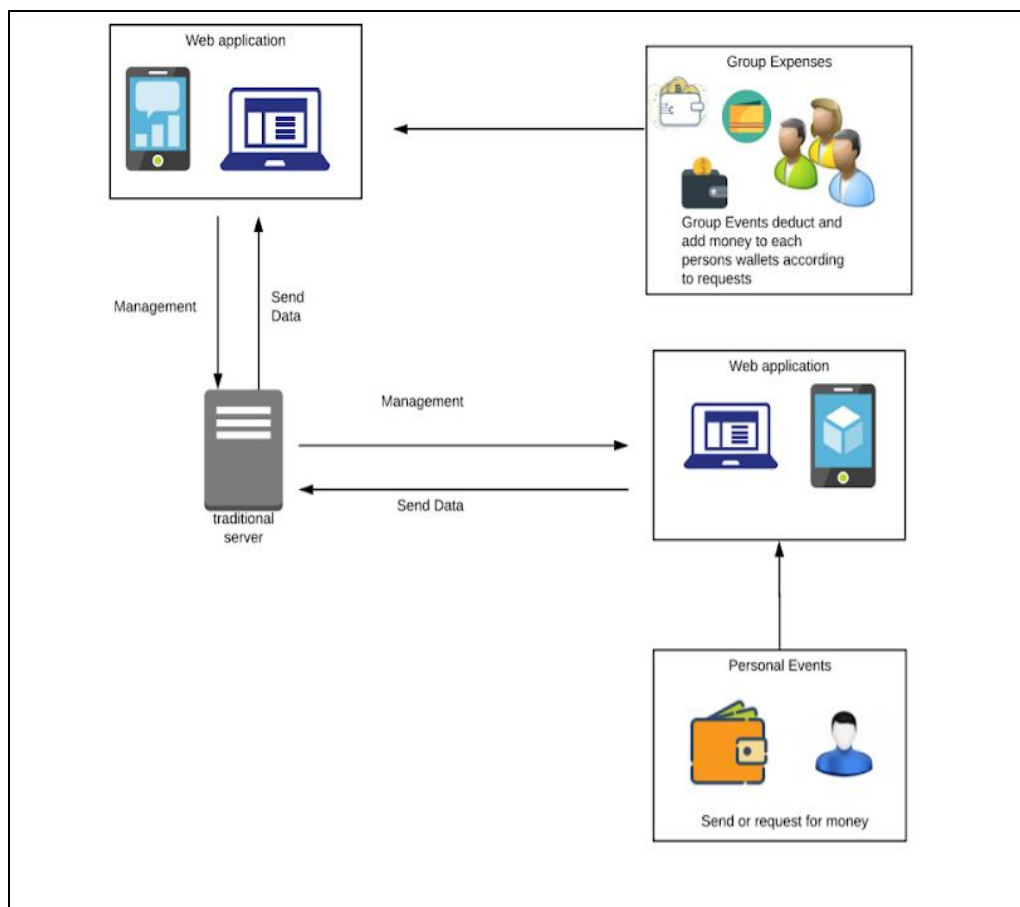 Web application
Group Expenses
Group Events deduct and
add money to each
persons wallets according
to requests
Management
Send
Data
Web application
Management
Send Data
traditional
server
Personal Events
Send or request for money